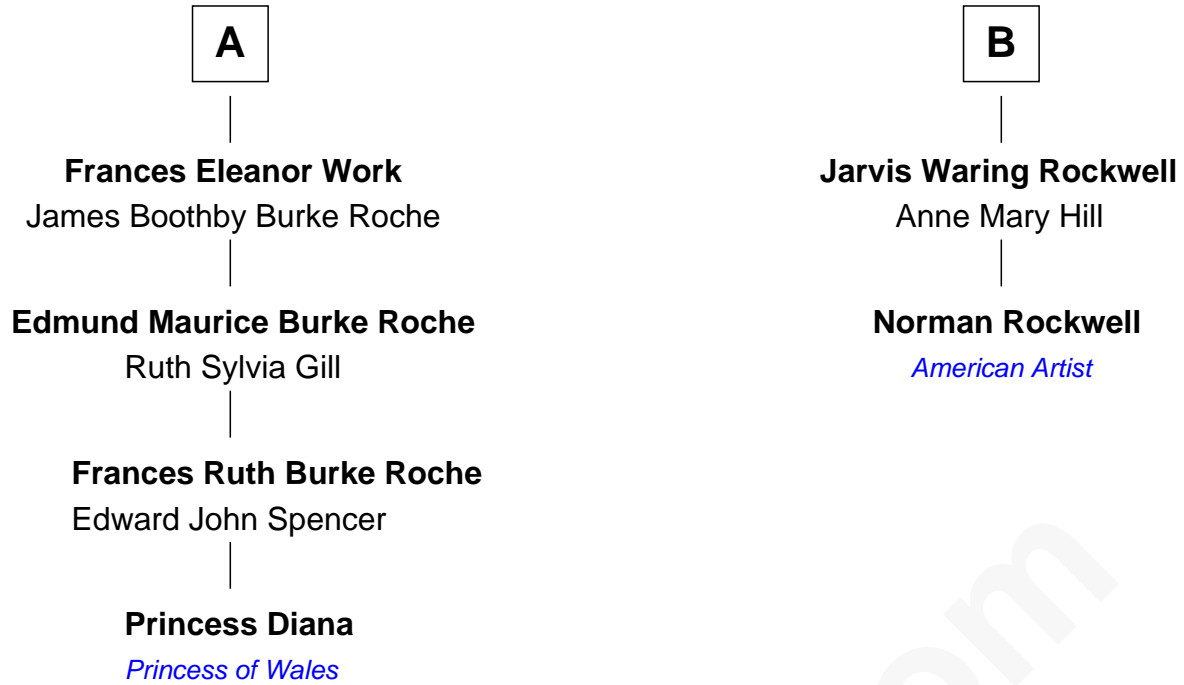 A
Frances Eleanor Work
James Boothby Burke Roche
Edmund Maurice Burke Roche
Ruth Sylvia Gill
Frances Ruth Burke Roche
Edward John Spencer
Princess Diana
Princess of Wales
B
Jarvis Waring Rockwell
Anne Mary Hill
Norman Rockwell
American Artist
om